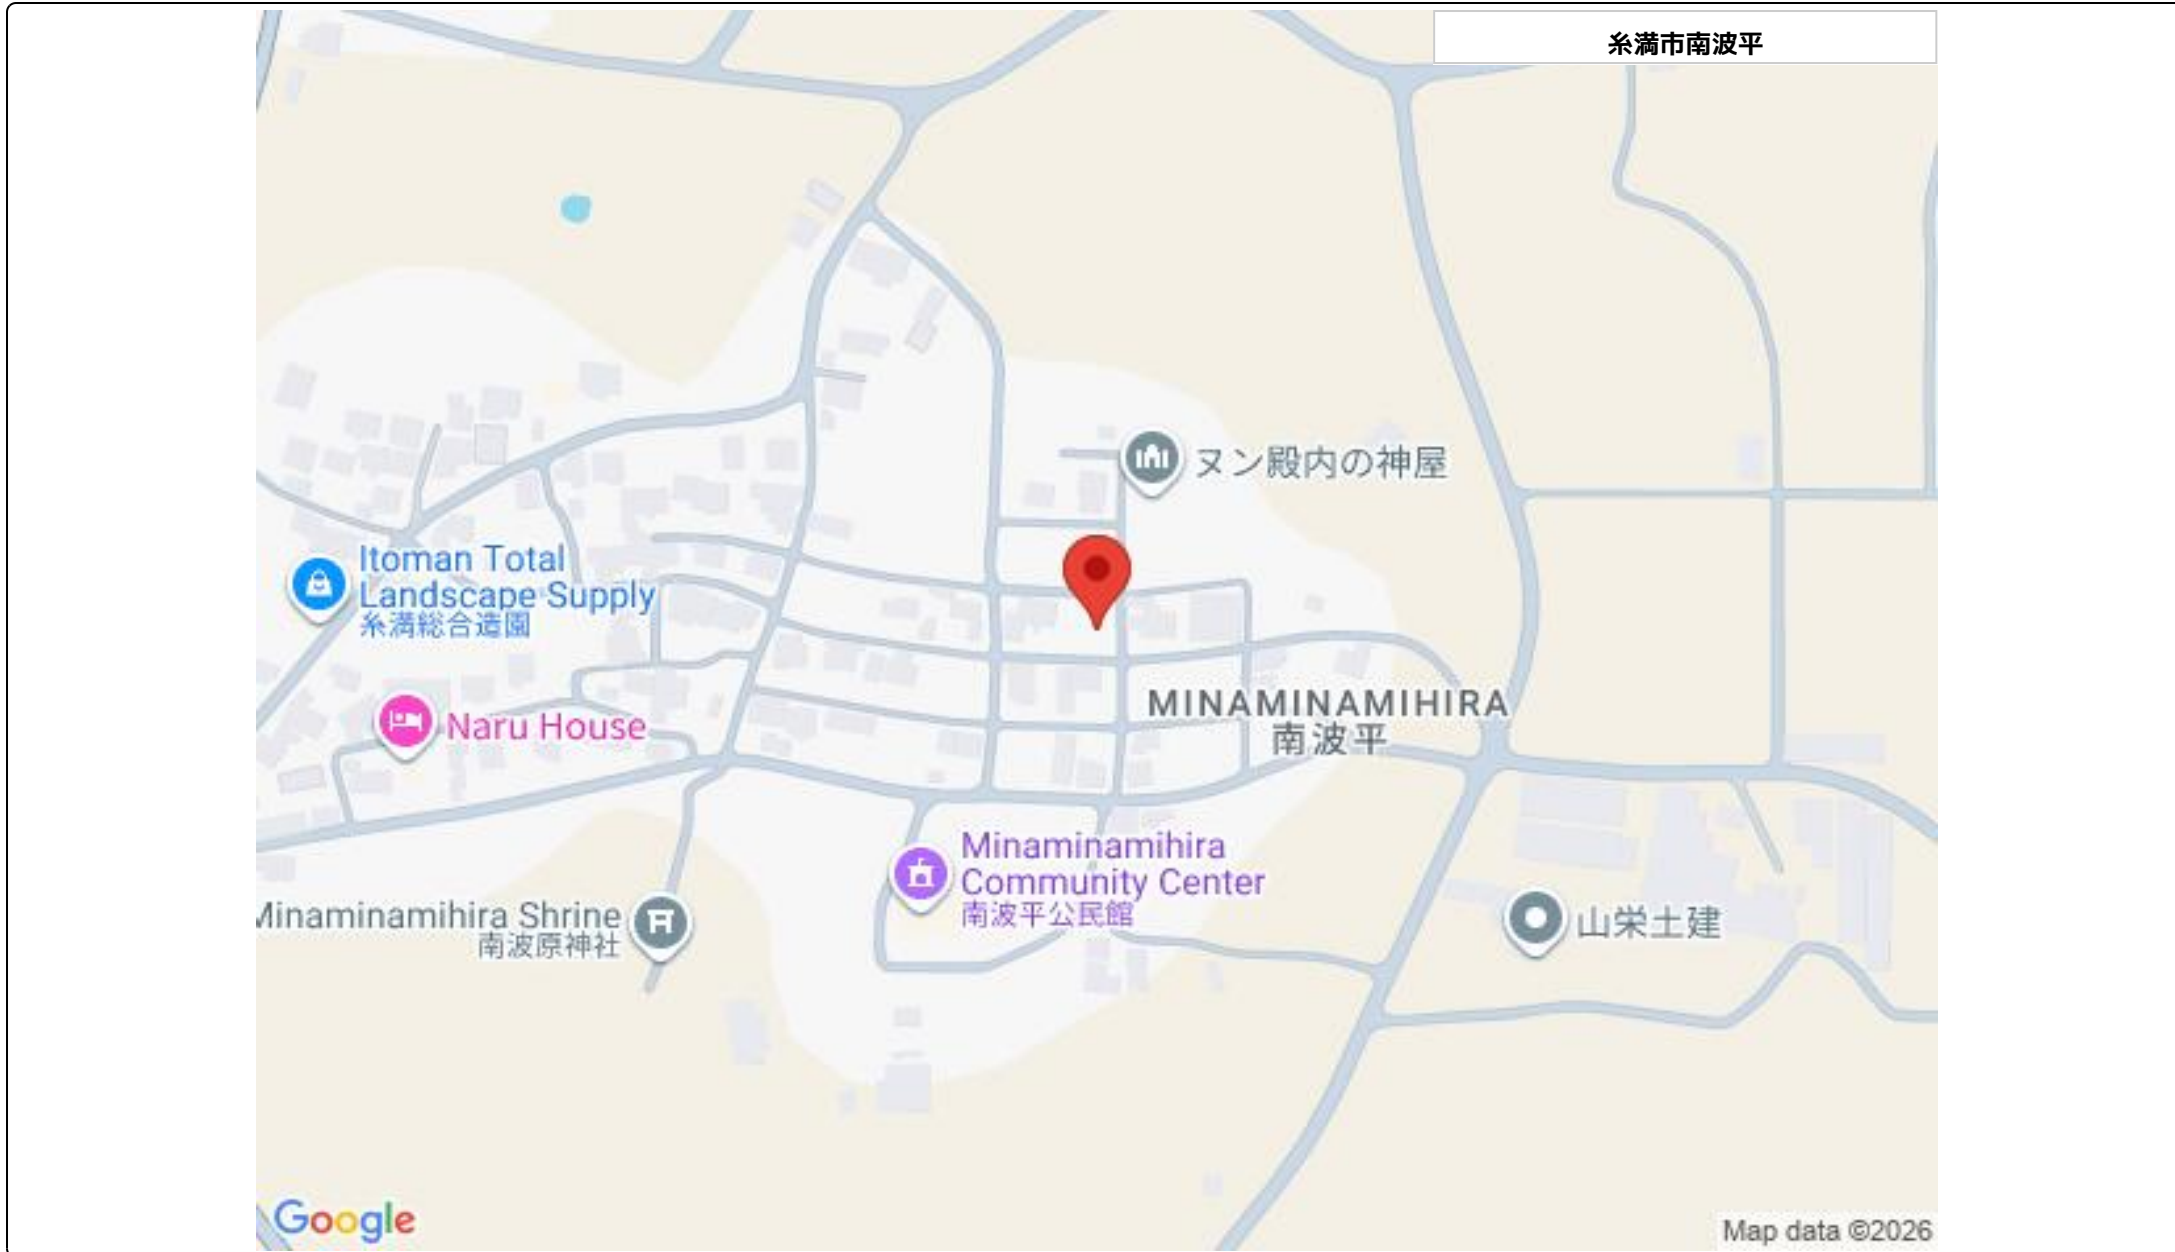 糸満市南波平
ヌン殿内の神屋
Itoman Total
Landscape Supply
糸満総合造園
MINAMINAMIHIRA
南波平
Naru House
Minaminamihira
Community Center
南波平公民館
Minaminamihira Shrine
南波原神社
山栄土建
Google
Map data ©2026